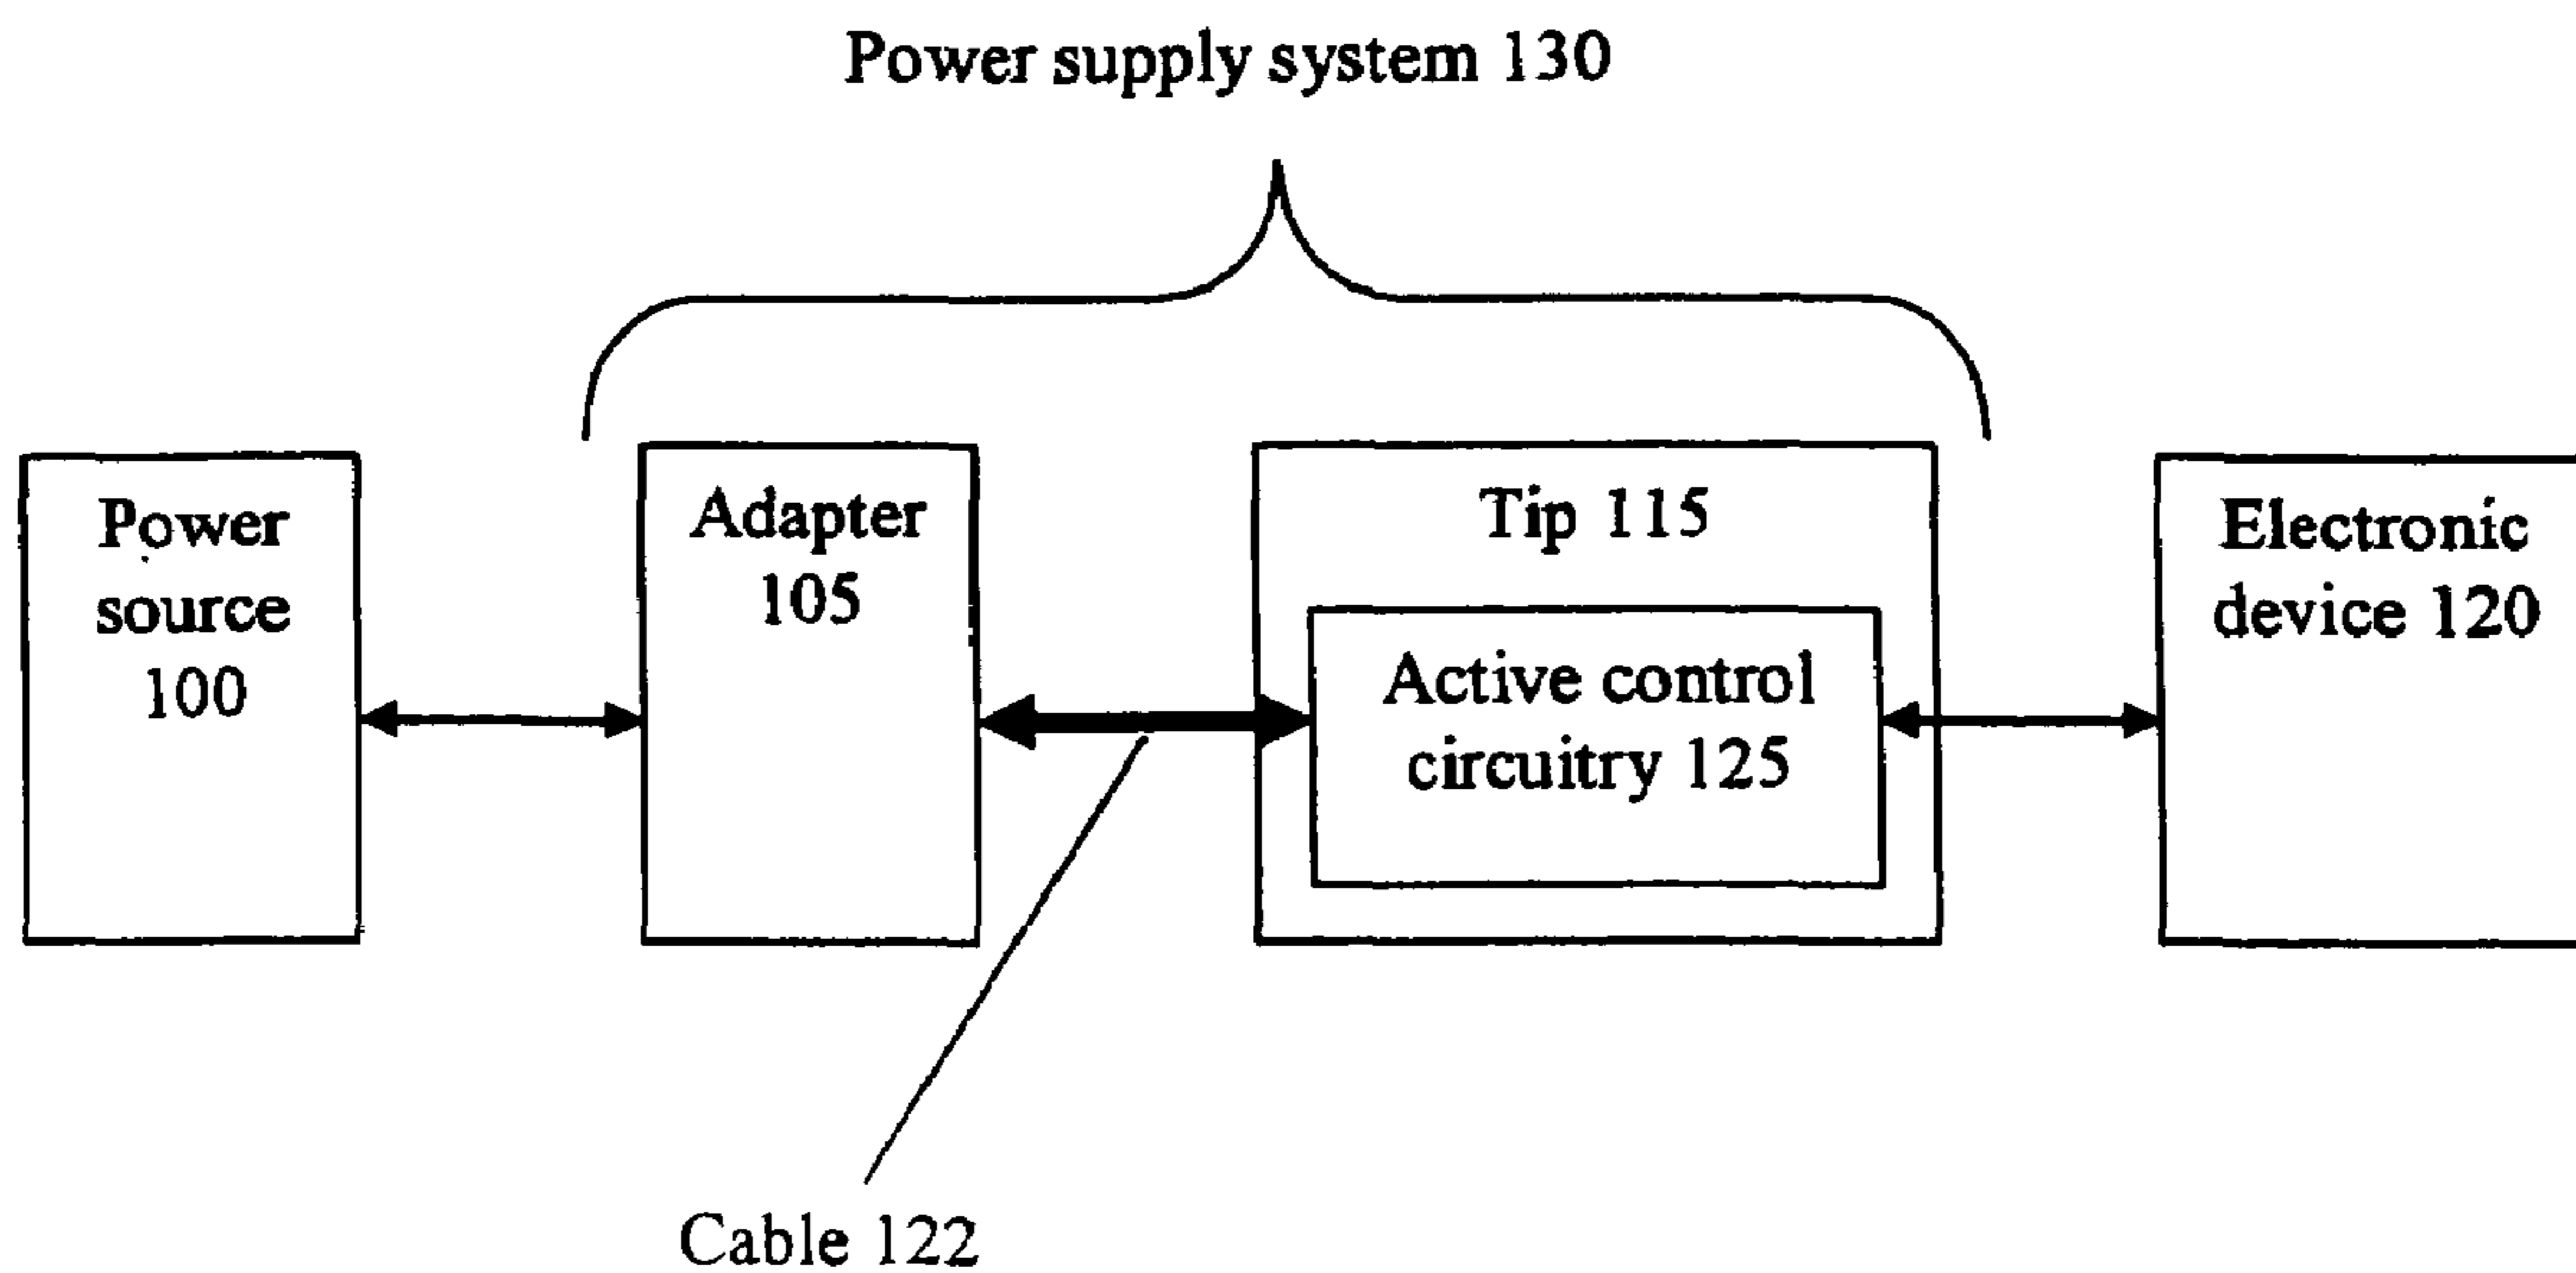 Power supply system 130
Power
source
100
Adapter
105
Tip 115
Active control
circuitry 125
Electronic
device 120
Cable 122